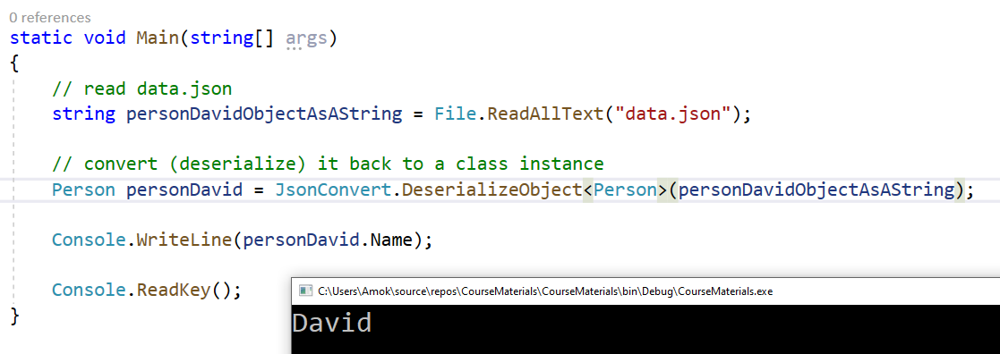 0 references
static void Main(string[] args)
{
// read data.json
string personDavidObjectAsAString = File.ReadAllText("data.json");
// convert (deserialize) it back to a class instance
Person personDavid = JsonConvert.DeserializeObject<Person>(personDavidObjectAsAString);
Console.WriteLine(personDavid.Name);
Console.ReadKey();
}
C:\Users\Amok\source\repos\CourseMaterials\CourseMaterials\bin\Debug\CourseMaterials.exe
David